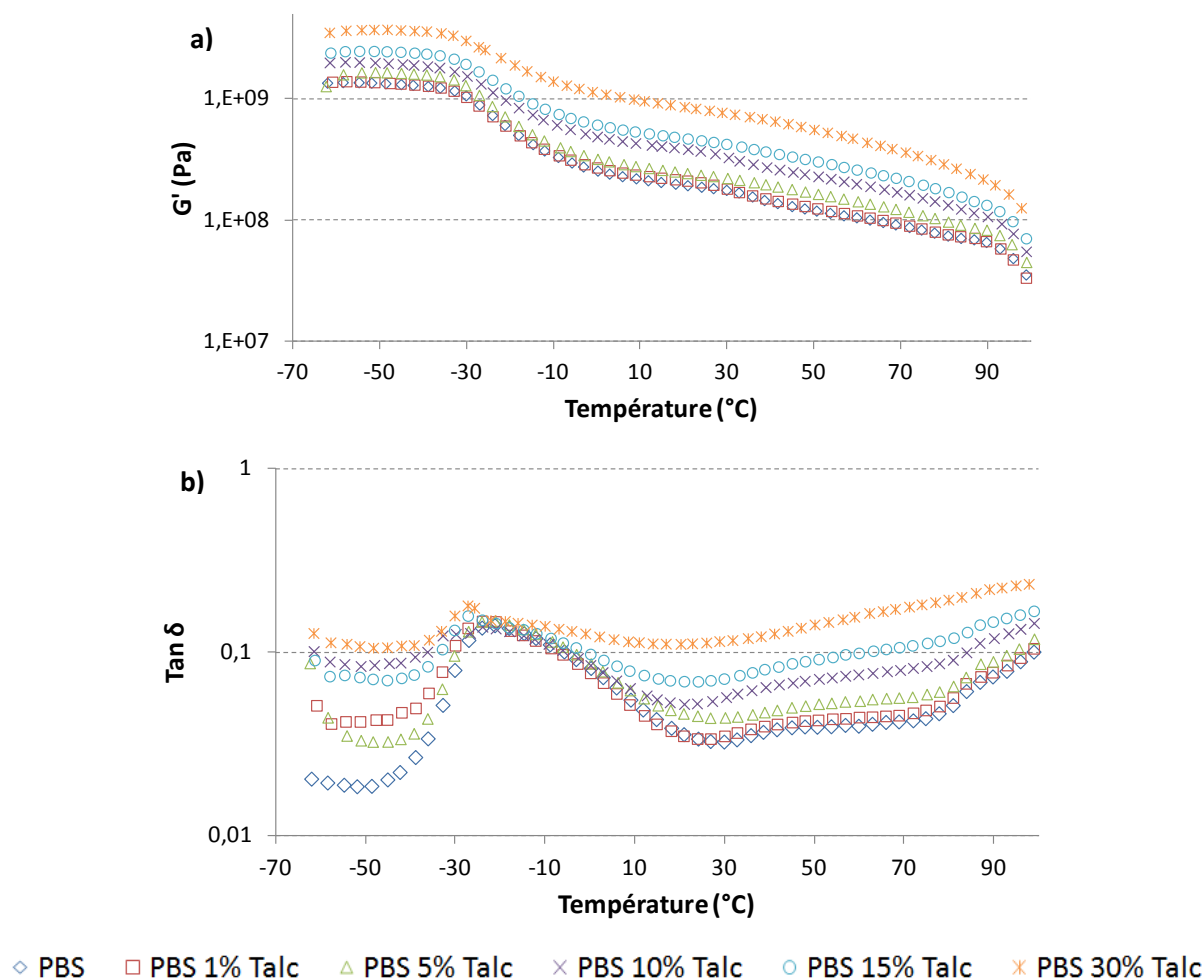 a)
G' (Pa)
1,E+09
1,E+08
1,E+07
-70 -50 -30 -10 10 30 50 70 90
Température (°C)
b)
Tan δ
1
0,1
0,01
-70 -50 -30 -10 10 30 50 70 90
Température (°C)
PBS PBS 1% Talc PBS 5% Talc PBS 10% Talc PBS 15% Talc PBS 30% Talc